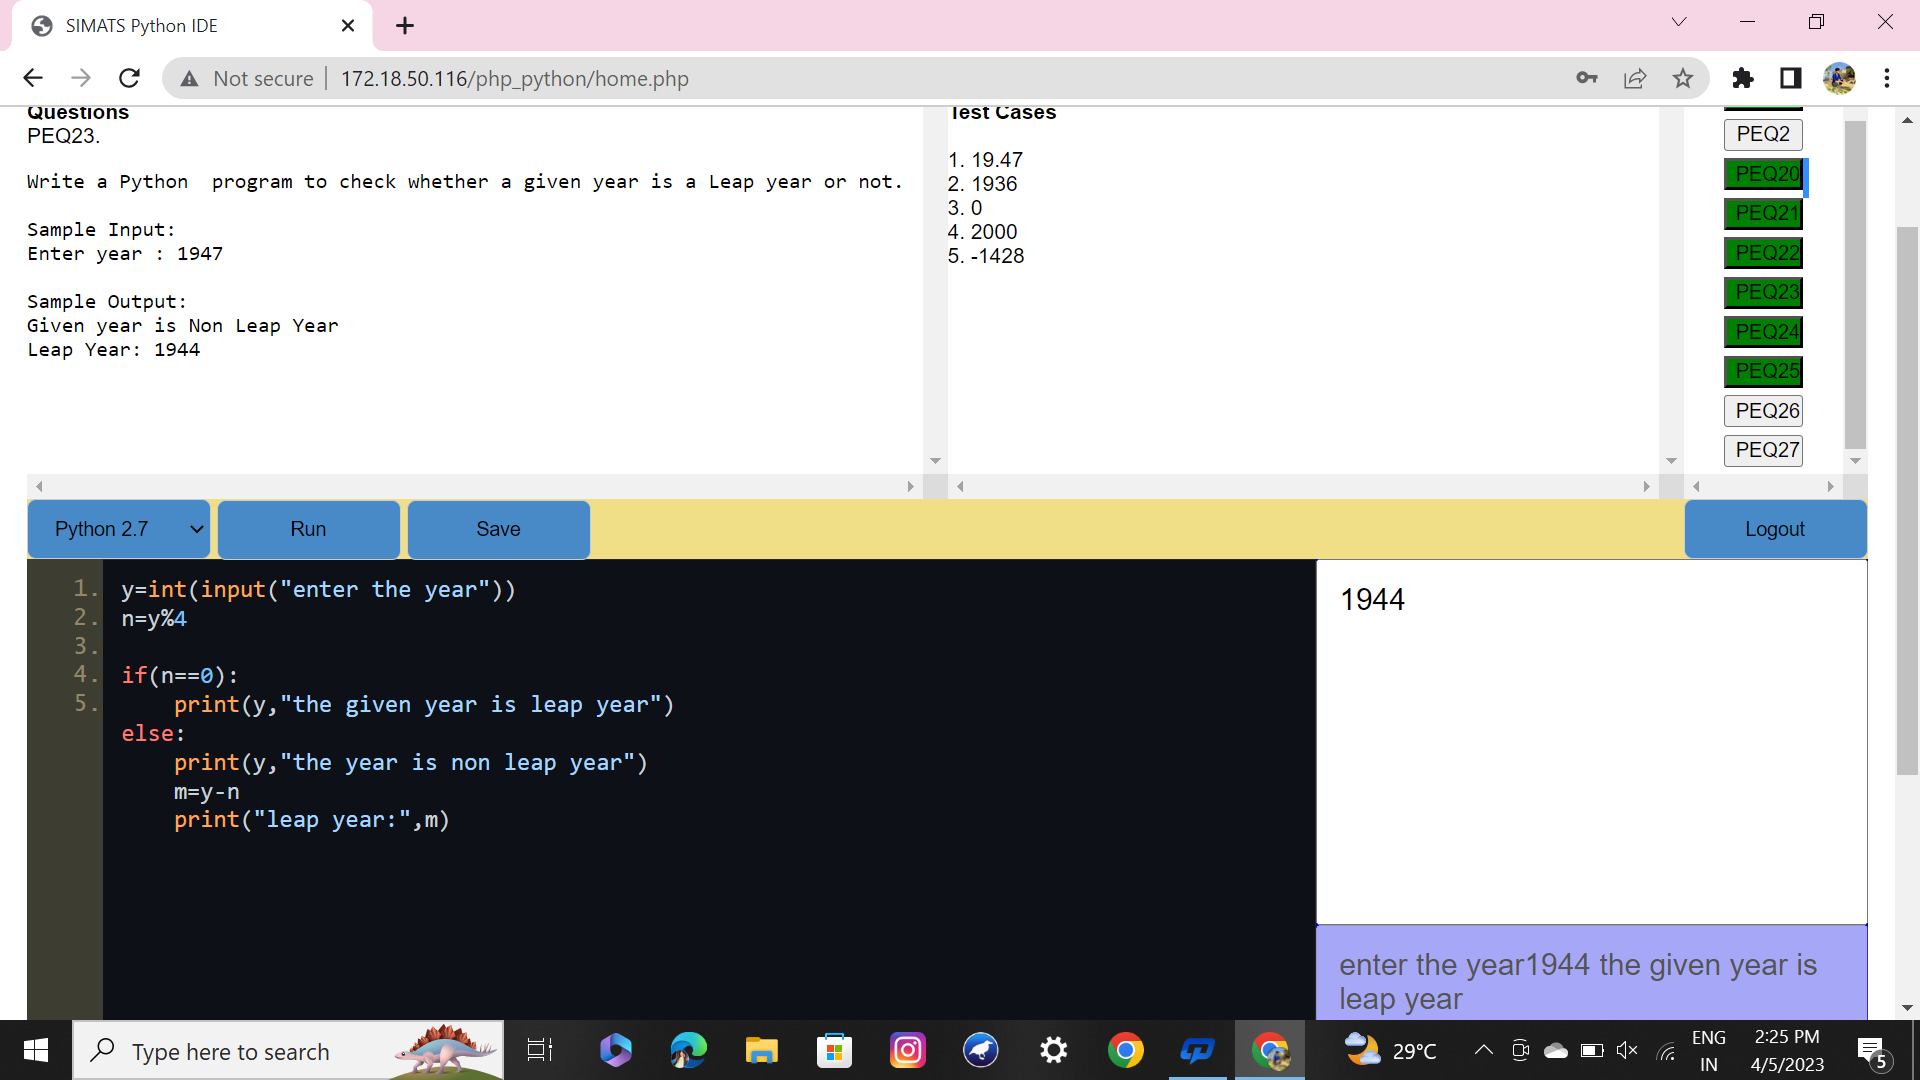 SIMATS Python IDE
Not secure
172.18.50.116/php_python/home.php
Questions
PEQ23.
Write a Python  program to check whether a given year is a Leap year or not.
Sample Input:
Enter year : 1947
Sample Output:
Given year is Non Leap Year
Leap Year: 1944
Test Cases
1. 19.47
2. 1936
3. 0
4. 2000
5. -1428
PEQ2
PEQ20
PEQ21
PEQ22
PEQ23
PEQ24
PEQ25
PEQ26
PEQ27
Python 2.7
Run
Save
Logout
1. y=int(input("enter the year"))
2. n=y%4
3.
4. if(n==0):
5.     print(y,"the given year is leap year")
else:
    print(y,"the year is non leap year")
    m=y-n
    print("leap year:",m)
1944
enter the year1944 the given year is
leap year
Type here to search
29°C
ENG
IN
2:25 PM
4/5/2023
5